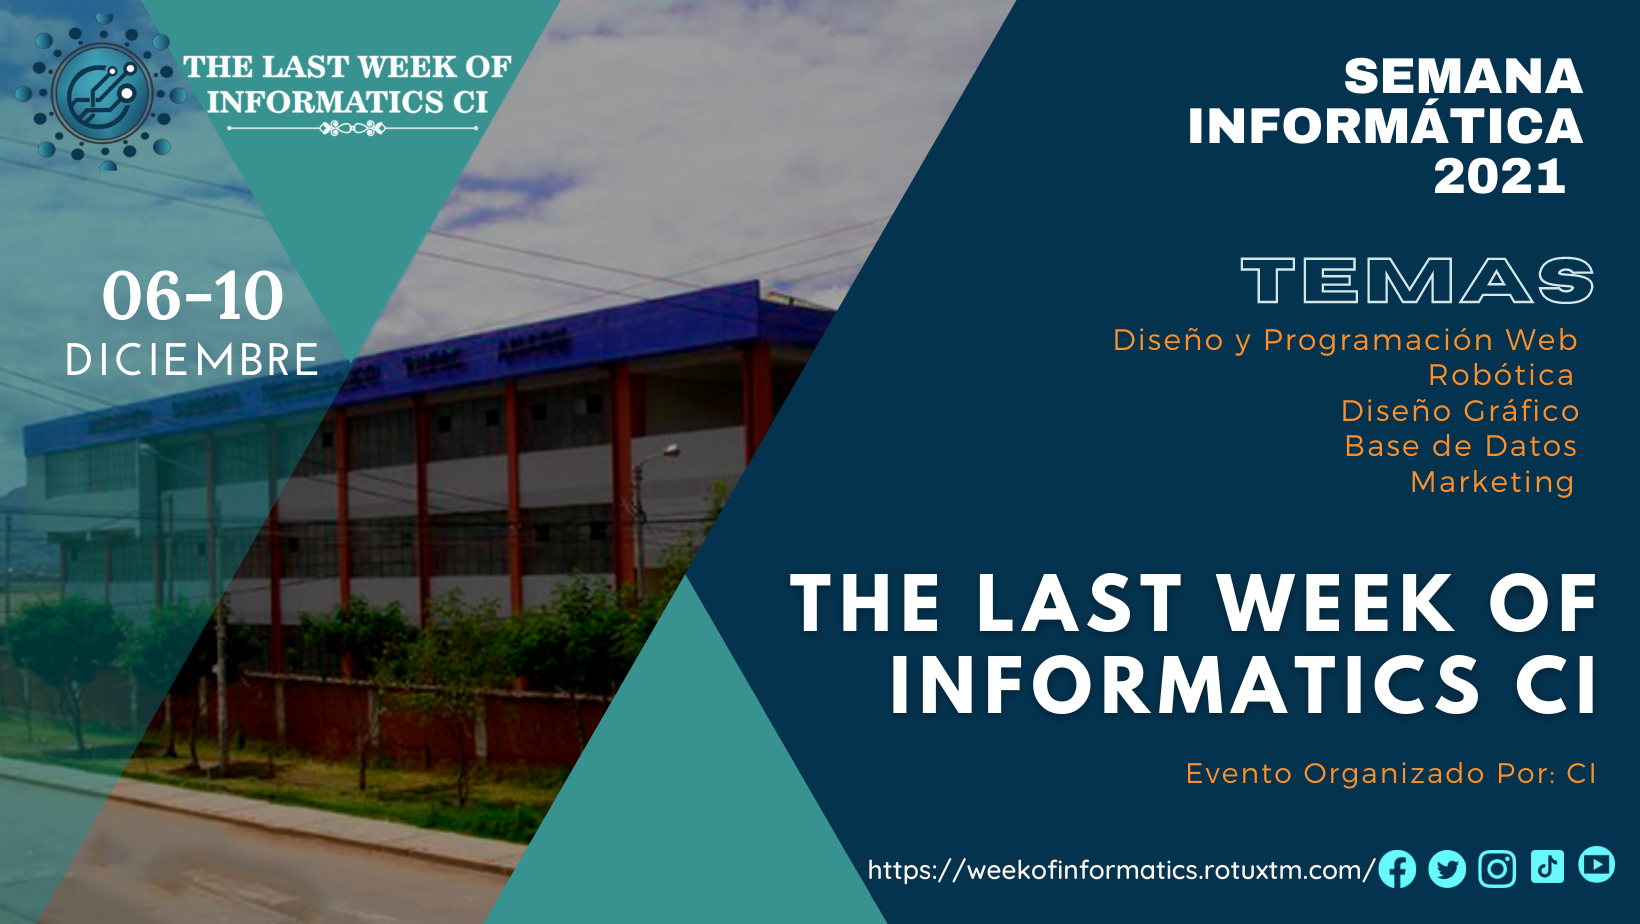 THE LAST WEEK OF
INFORMATICS CI
06-10
DICIEMBRE
SEMANA
INFORMÁTICA
2021
TEMAS
Diseño y Programación Web
Robótica
Diseño Gráfico
Base de Datos
Marketing
THE LAST WEEK OF
INFORMATICS CI
Evento Organizado Por: CI
https://weekofinformatics.rotuxtm.com/